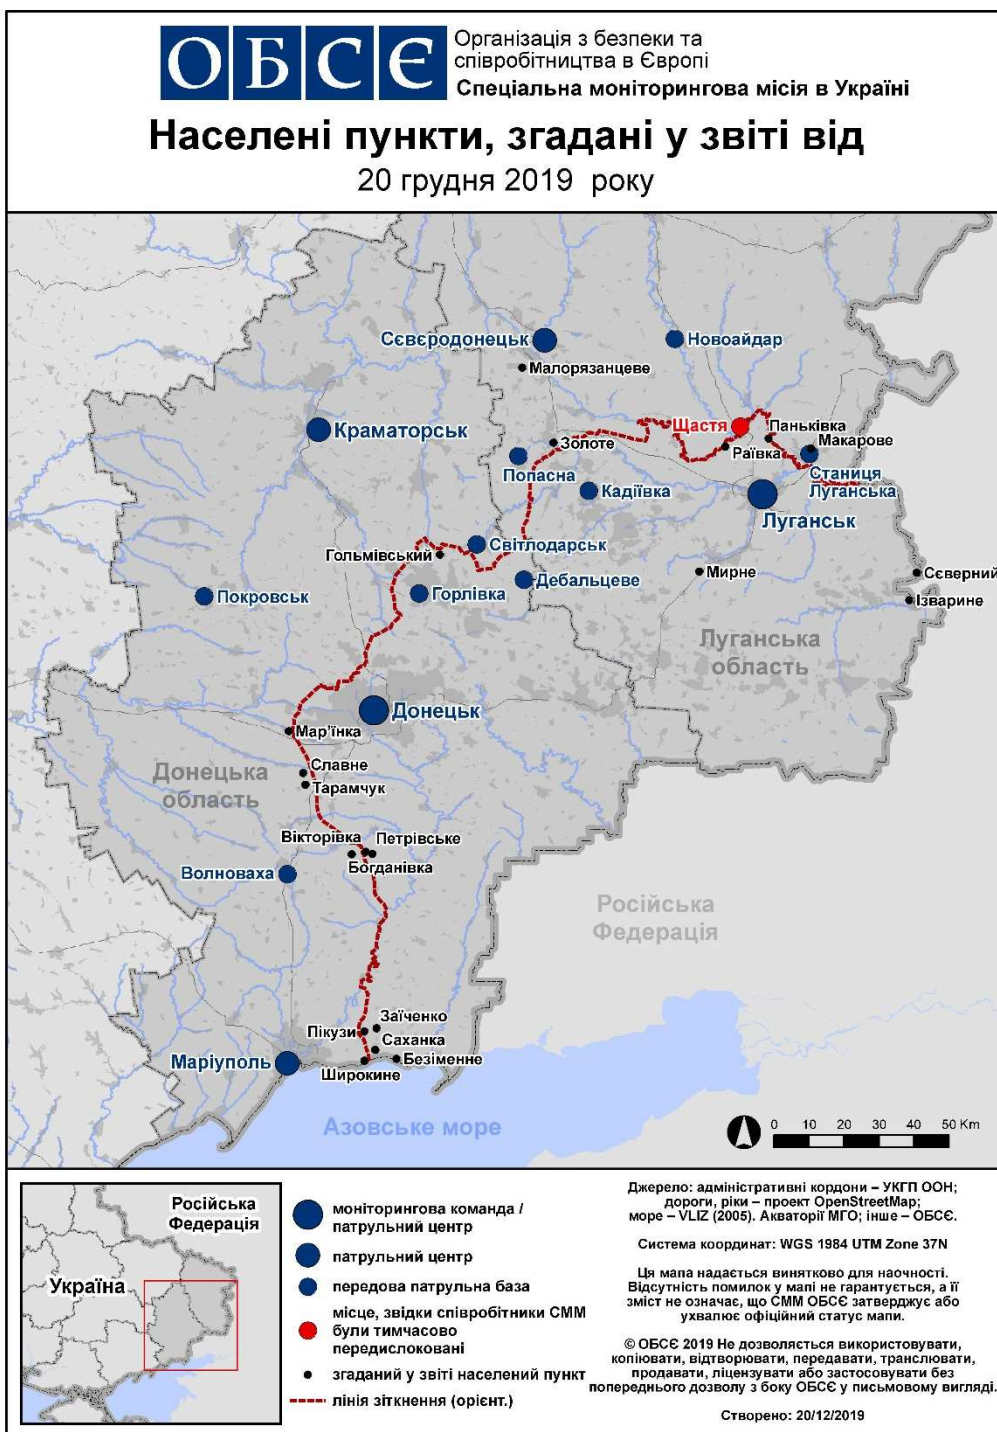 ОБСЄ
Організація з безпеки та
співробітництва в Європі
Спеціальна моніторингова місія в Україні
Населені пункти, згадані у звіті від
20 грудня 2019 року
Сєвєродонецьк
Новоайдар
Малорязанцеве
Краматорськ
Щастя
Паньківка
Макарове
Золоте
Раївка
Попасна
Станиця
Луганська
Кадіївка
Луганськ
Світлодарськ
Гольмівський
Дебальцеве
Мирне
Сєверний
Покровськ
Горлівка
Ізварине
Луганська
область
Донецьк
Мар'їнка
Славне
Донецька
область
Тарамчук
Вікторівка
Петрівське
Богданівка
Волноваха
Російська
Федерація
Заїченко
Пікузи
Саханка
Безіменне
Маріуполь
Широкине
Азовське море
0 10 20 30 40 50 Km
Російська
Федерація
Україна
моніторингова команда /
патрульний центр
патрульний центр
передова патрульна база
місце, звідки співробітники СММ
були тимчасово
передислоковані
згаданий у звіті населений пункт
лінія зіткнення (орієнт.)
Джерело: адміністративні кордони – УКГП ООН;
дороги, ріки – проект OpenStreetMap;
море – VLIZ (2005). Акваторії МГО; інше – ОБСЄ.
Система координат: WGS 1984 UTM Zone 37N
Ця мапа надається винятково для наочності.
Відсутність помилок у мапі не гарантується, а її
зміст не означає, що СММ ОБСЄ затверджує або
ухвалює офіційний статус мапи.
© ОБСЄ 2019 Не дозволяється використовувати,
копіювати, відтворювати, передавати, транслювати,
продавати, ліцензувати або застосовувати без
попереднього дозволу з боку ОБСЄ у письмовому вигляді.
Створено: 20/12/2019